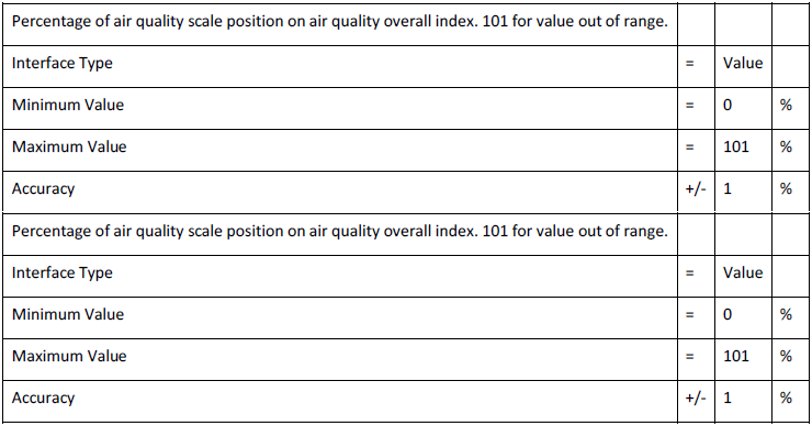 Percentage of air quality scale position on air quality overall index. 101 for value out of range.
Interface Type = Value
Minimum Value = 0 %
Maximum Value = 101 %
Accuracy +/- 1 %
Percentage of air quality scale position on air quality overall index. 101 for value out of range.
Interface Type = Value
Minimum Value = 0 %
Maximum Value = 101 %
Accuracy +/- 1 %